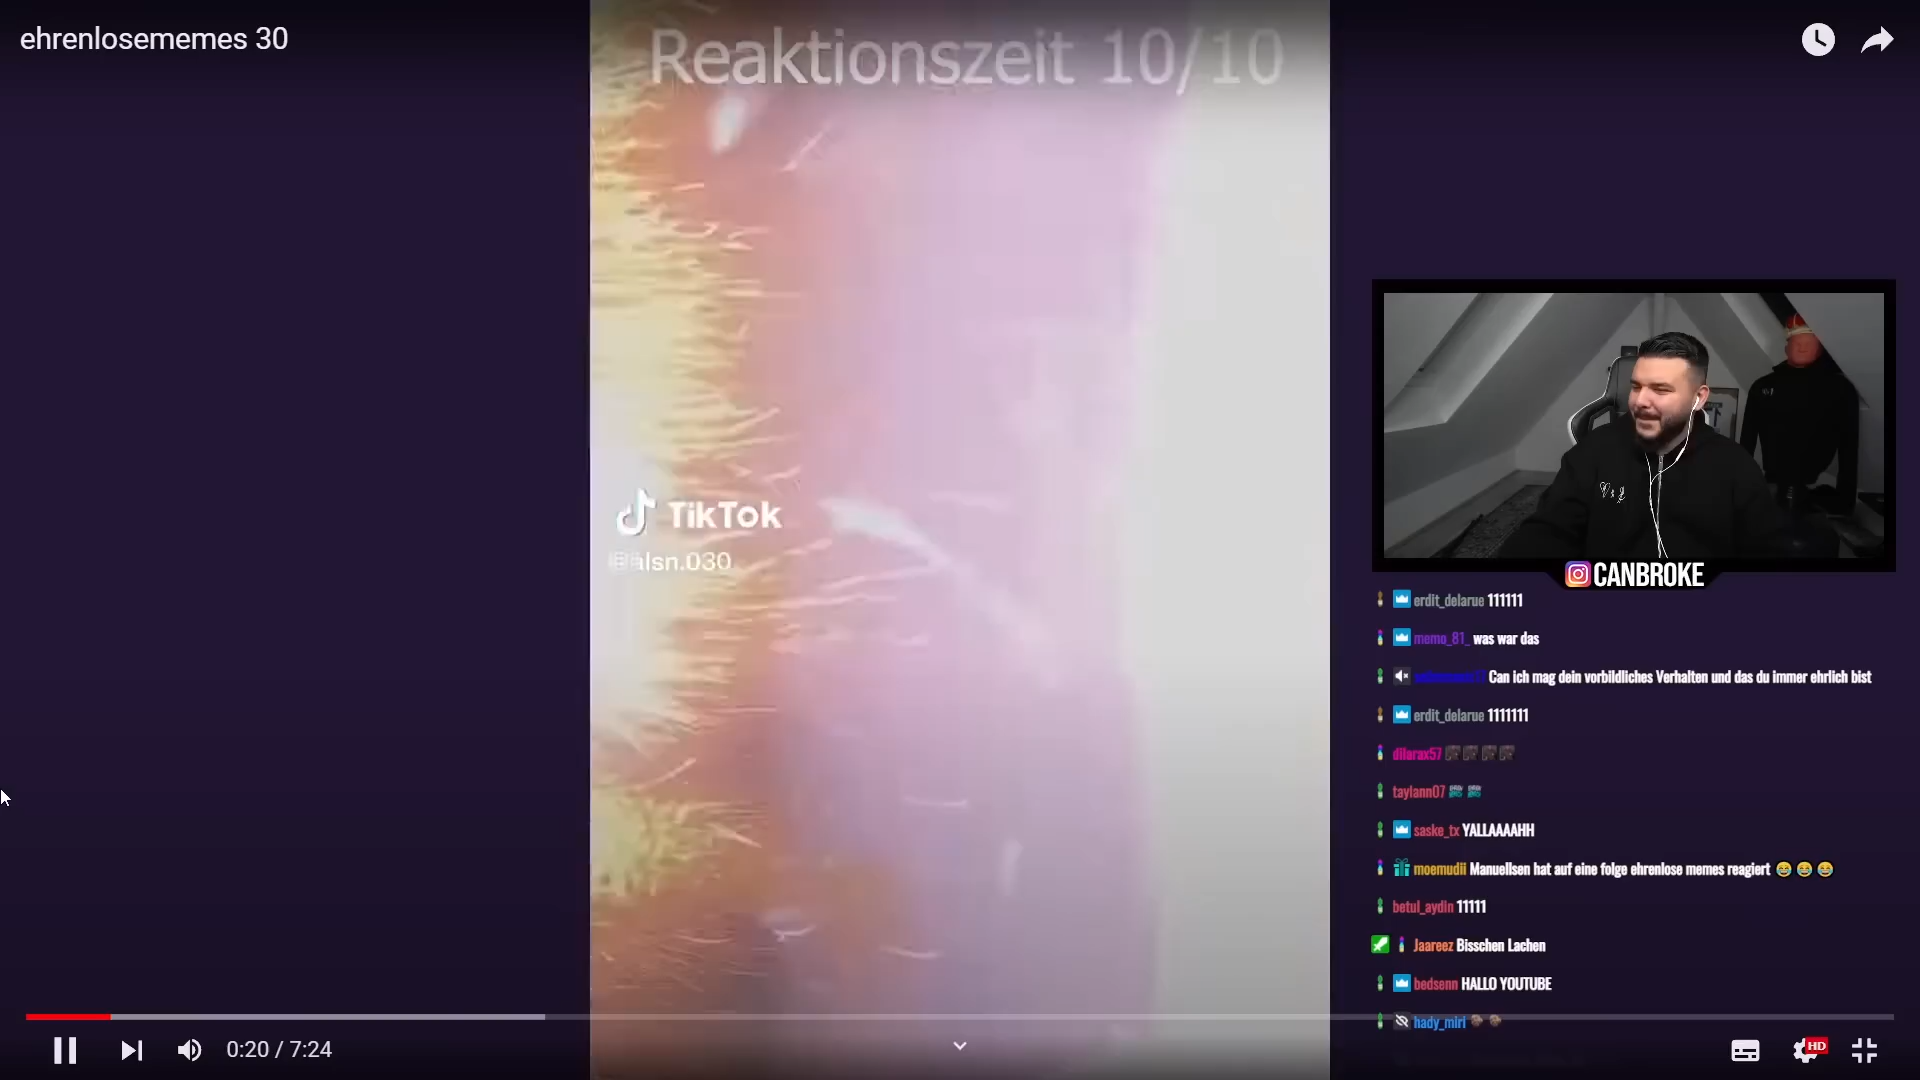 ehrenlosememes 30
Reaktionszeit 10/10
TikTok
alsn.030
CANBROKE
erdit_delarue 111111
memo_81_ was war das
Can ich mag dein vorbildliches Verhalten und das du immer ehrlich bist
erdit_delarue 1111111
dilarax57
taylann07
saske_tx YALLAAAAHH
moemudii Manuellsen hat auf eine folge ehrenlose memes reagiert 😂 😂 😂
betul_aydin 11111
Jaareez Bisschen Lachen
bedsenn HALLO YOUTUBE
hady_miri
0:20 / 7:24
HD